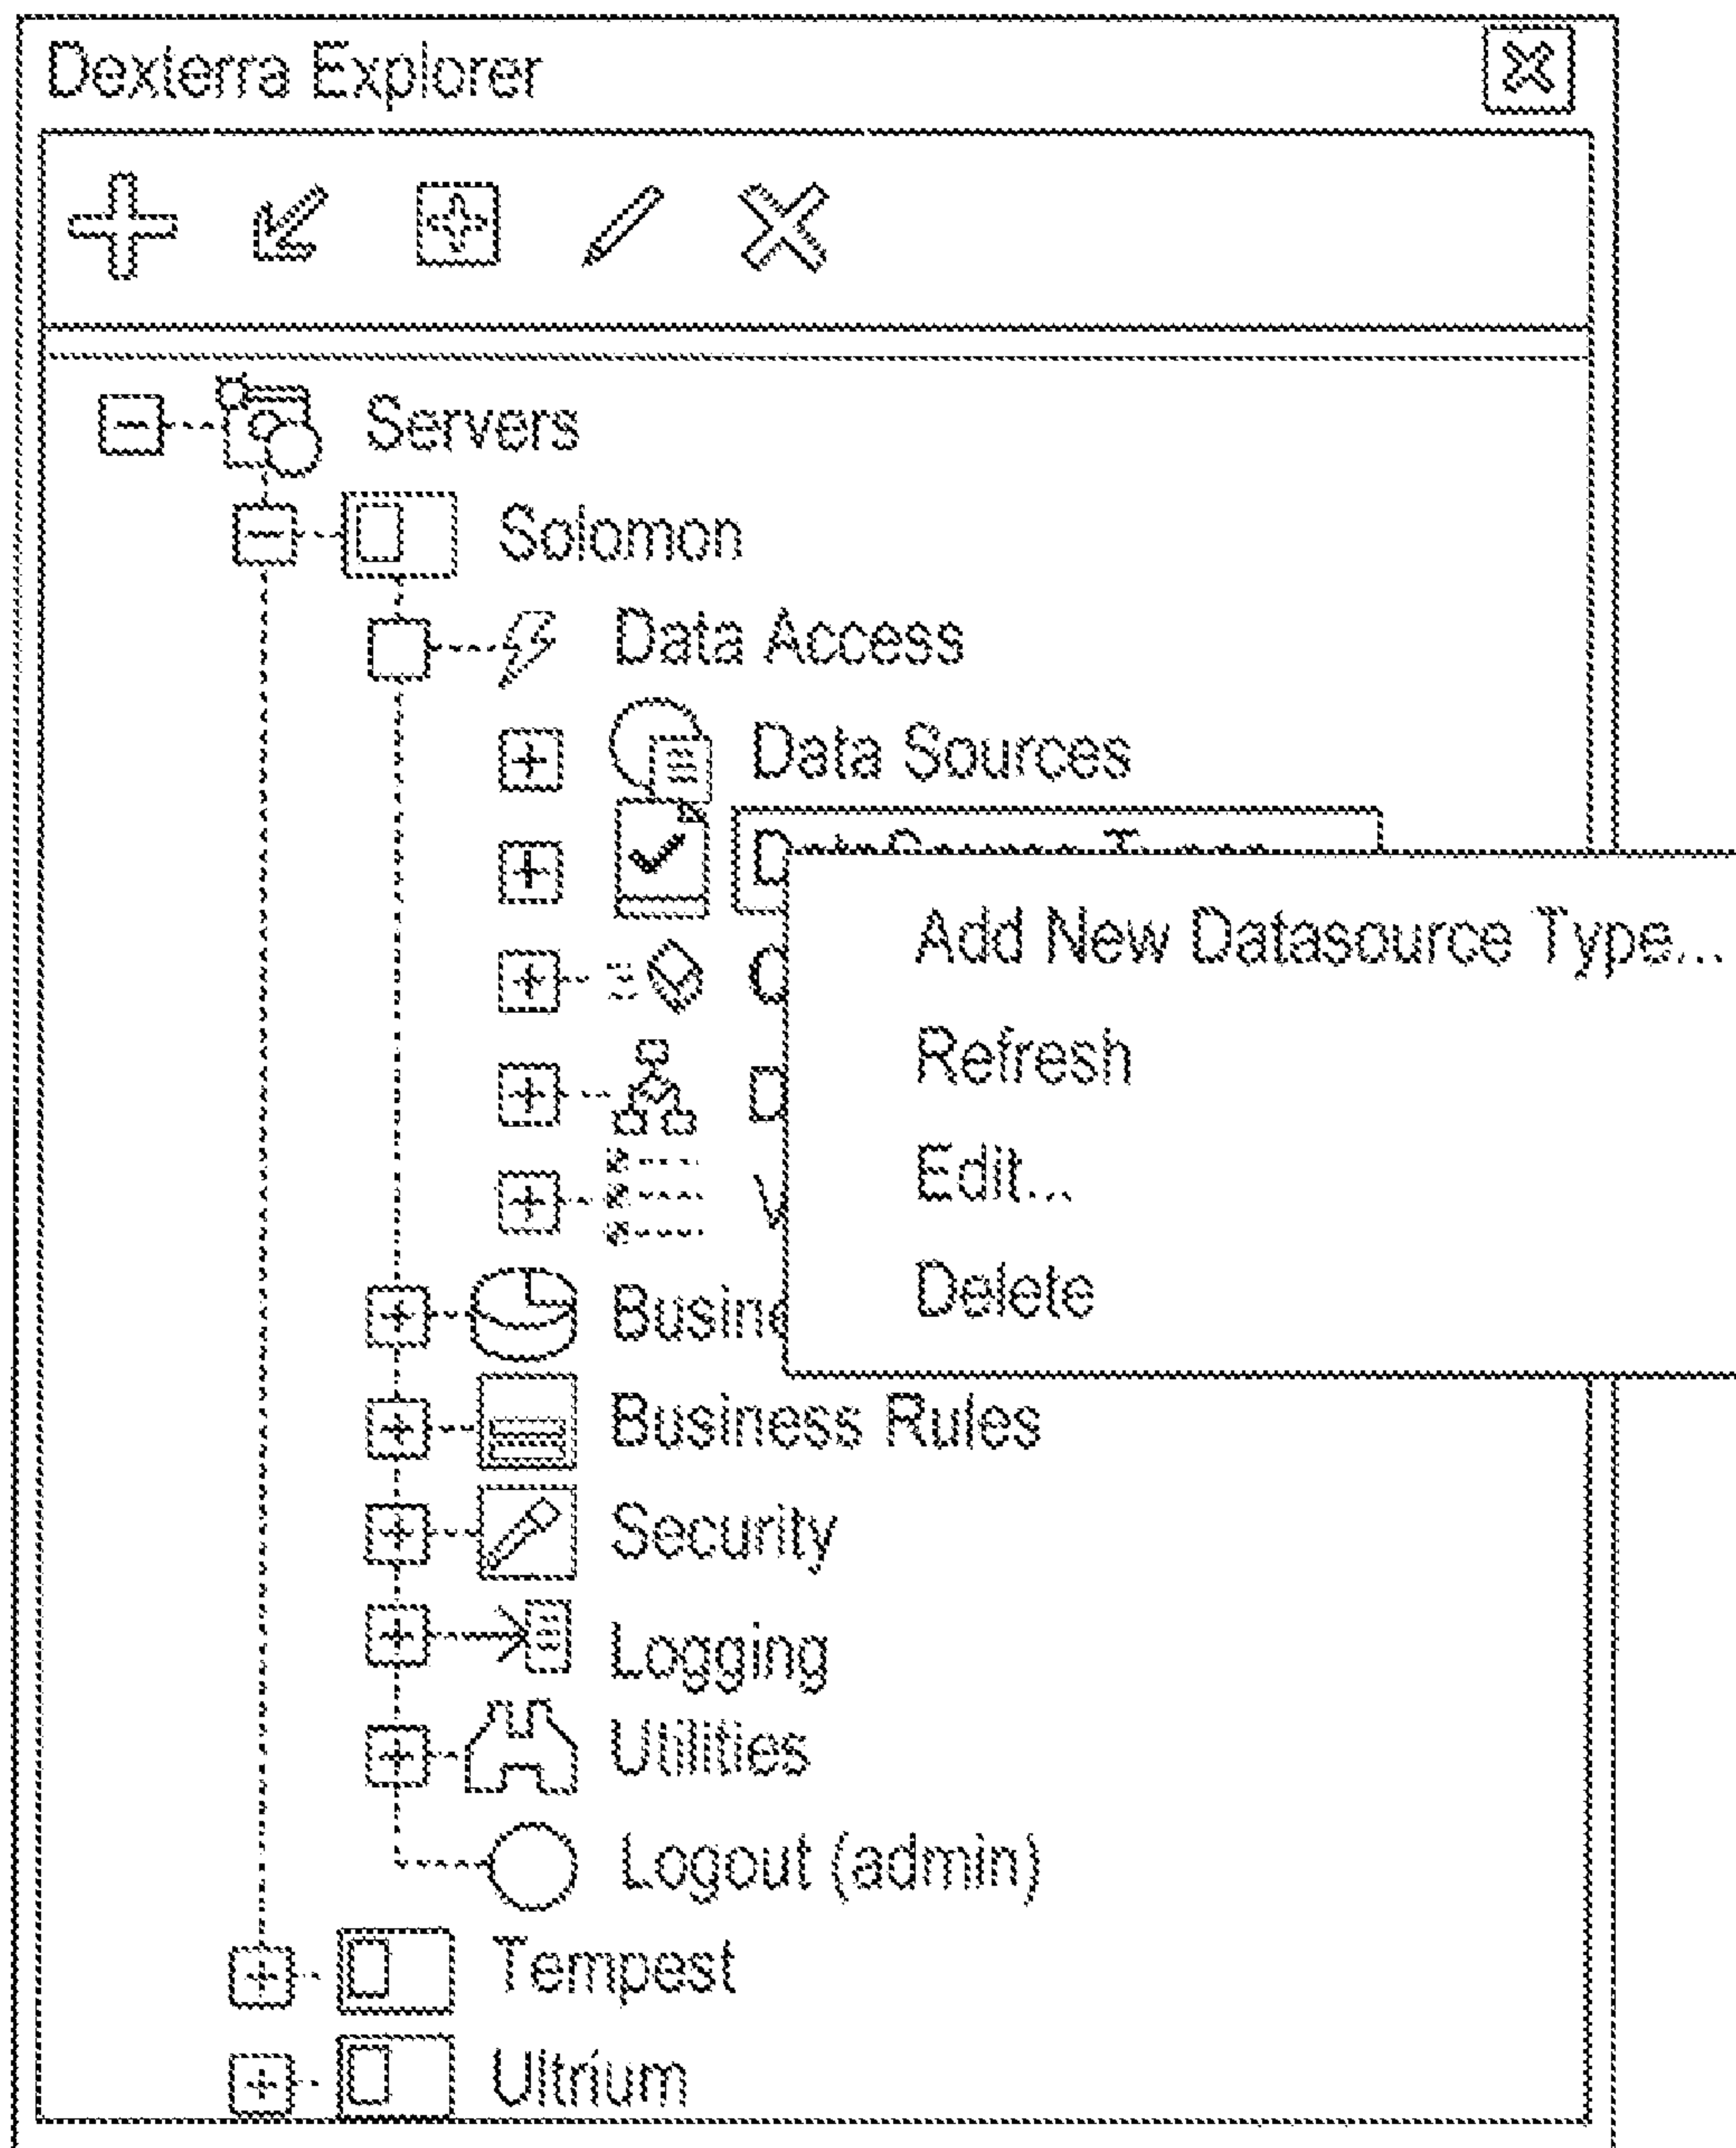 Dexterra Explorer
Servers
Solomon
Data Access
Data Sources
Add New Datasource Type...
Refresh
Edit...
Delete
Business Rules
Security
Logging
Utilities
Logout (admin)
Tempest
Ultrium